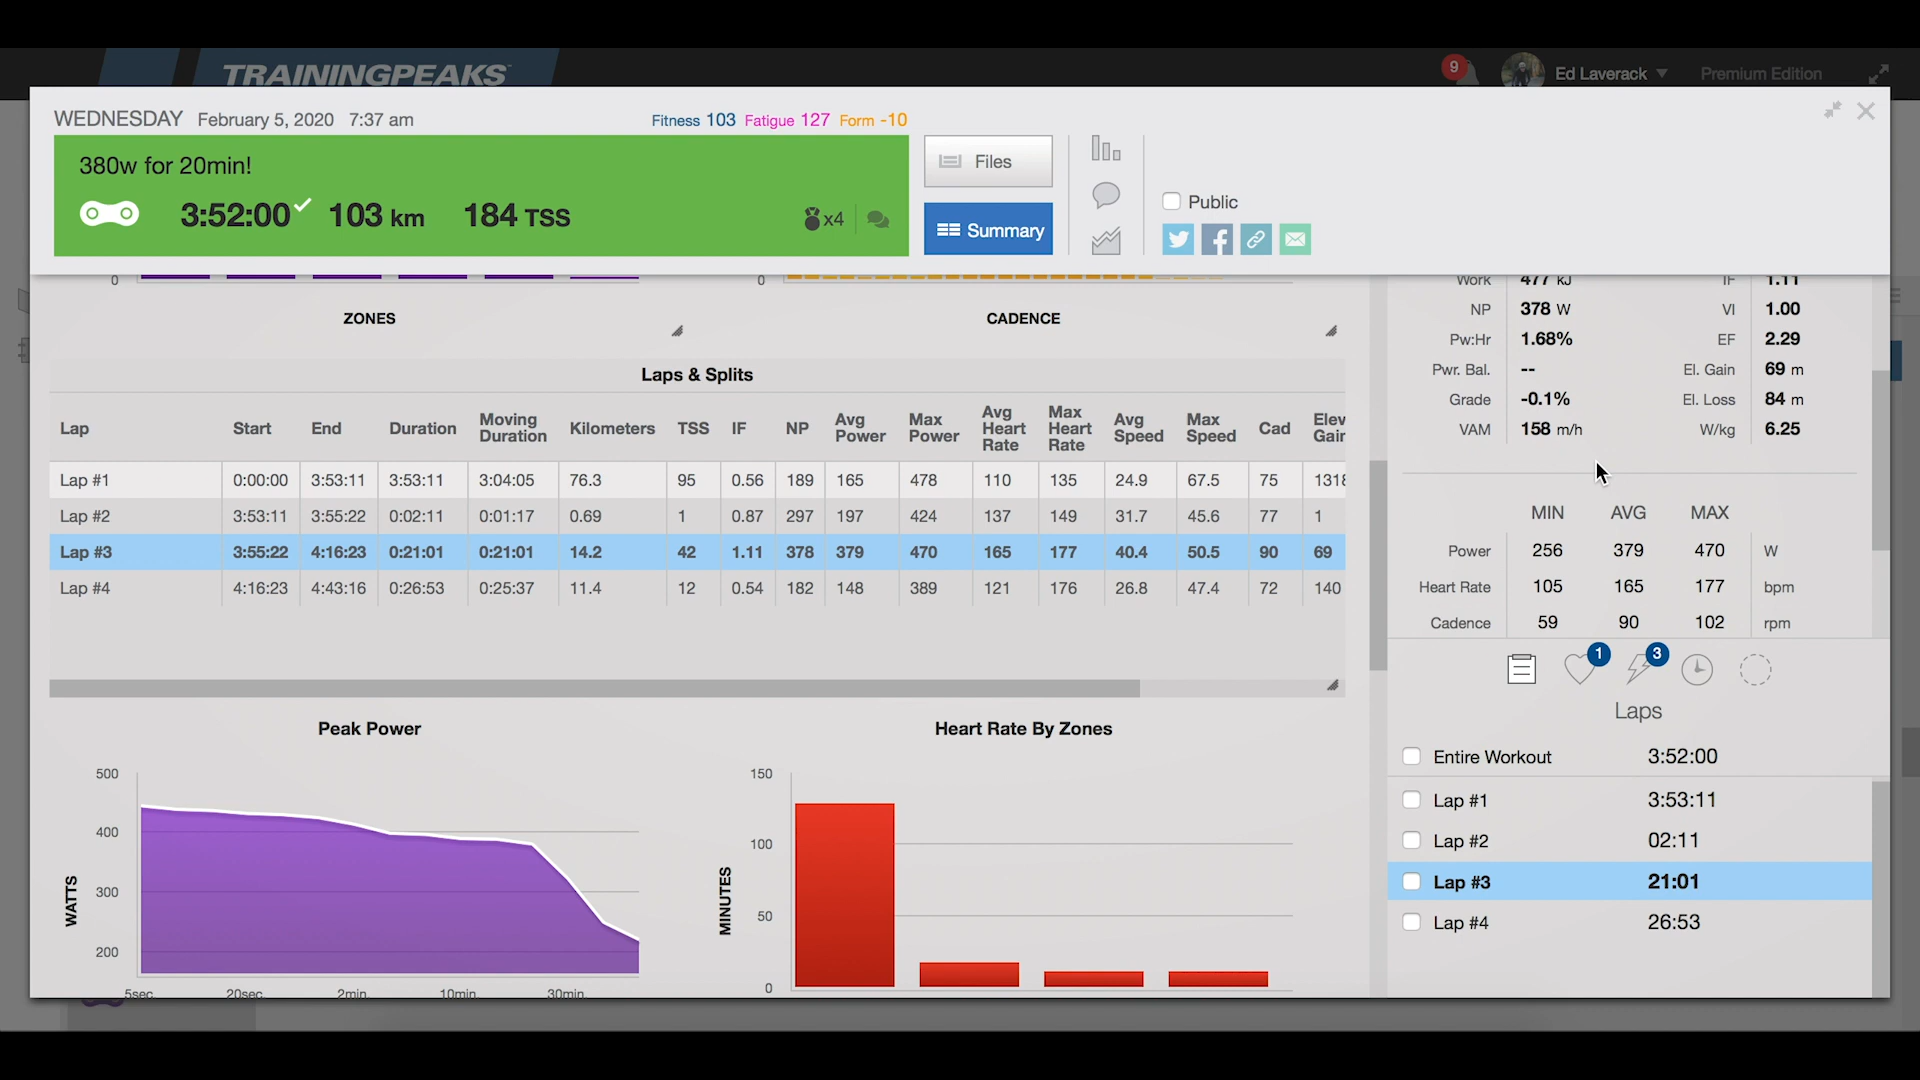 TRAININGPEAKS
9
Ed Laverack
Premium Edition
WEDNESDAY February 5, 2020 7:37 am
Fitness 103 Fatigue 127 Form -10
380w for 20min!
3:52:00 103 km 184 TSS
x4
Files
Summary
Public
0
0
ZONES
CADENCE
Work 477 kJ IF 1.11
NP 378 W VI 1.00
Pw:Hr 1.68% EF 2.29
Pwr. Bal. -- El. Gain 69 m
Grade -0.1% El. Loss 84 m
VAM 158 m/h W/kg 6.25
Laps & Splits
Lap Start End Duration Moving Duration Kilometers TSS IF NP Avg Power Max Power Avg Heart Rate Max Heart Rate Avg Speed Max Speed Cad Elev Gain
Lap #1 0:00:00 3:53:11 3:53:11 3:04:05 76.3 95 0.56 189 165 478 110 135 24.9 67.5 75 1318
Lap #2 3:53:11 3:55:22 0:02:11 0:01:17 0.69 1 0.87 297 197 424 137 149 31.7 45.6 77 1
Lap #3 3:55:22 4:16:23 0:21:01 0:21:01 14.2 42 1.11 378 379 470 165 177 40.4 50.5 90 69
Lap #4 4:16:23 4:43:16 0:26:53 0:25:37 11.4 12 0.54 182 148 389 121 176 26.8 47.4 72 140
MIN AVG MAX
Power 256 379 470 W
Heart Rate 105 165 177 bpm
Cadence 59 90 102 rpm
1
3
Laps
Entire Workout 3:52:00
Lap #1 3:53:11
Lap #2 02:11
Lap #3 21:01
Lap #4 26:53
Peak Power
500
400
300
200
WATTS
5sec. 20sec. 2min. 10min. 30min.
Heart Rate By Zones
150
100
50
0
MINUTES